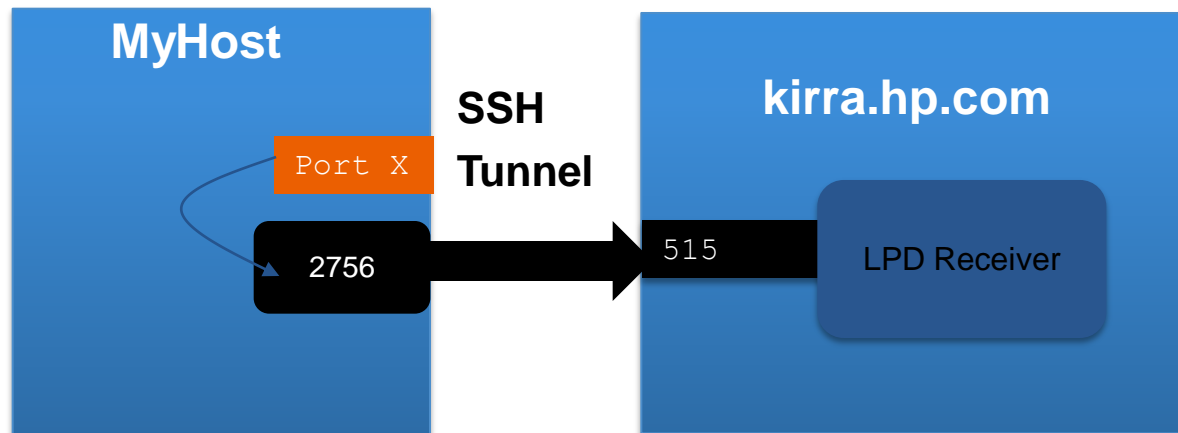 MyHost
SSH
Tunnel
kirra.hp.com
Port X
2756
515
LPD Receiver